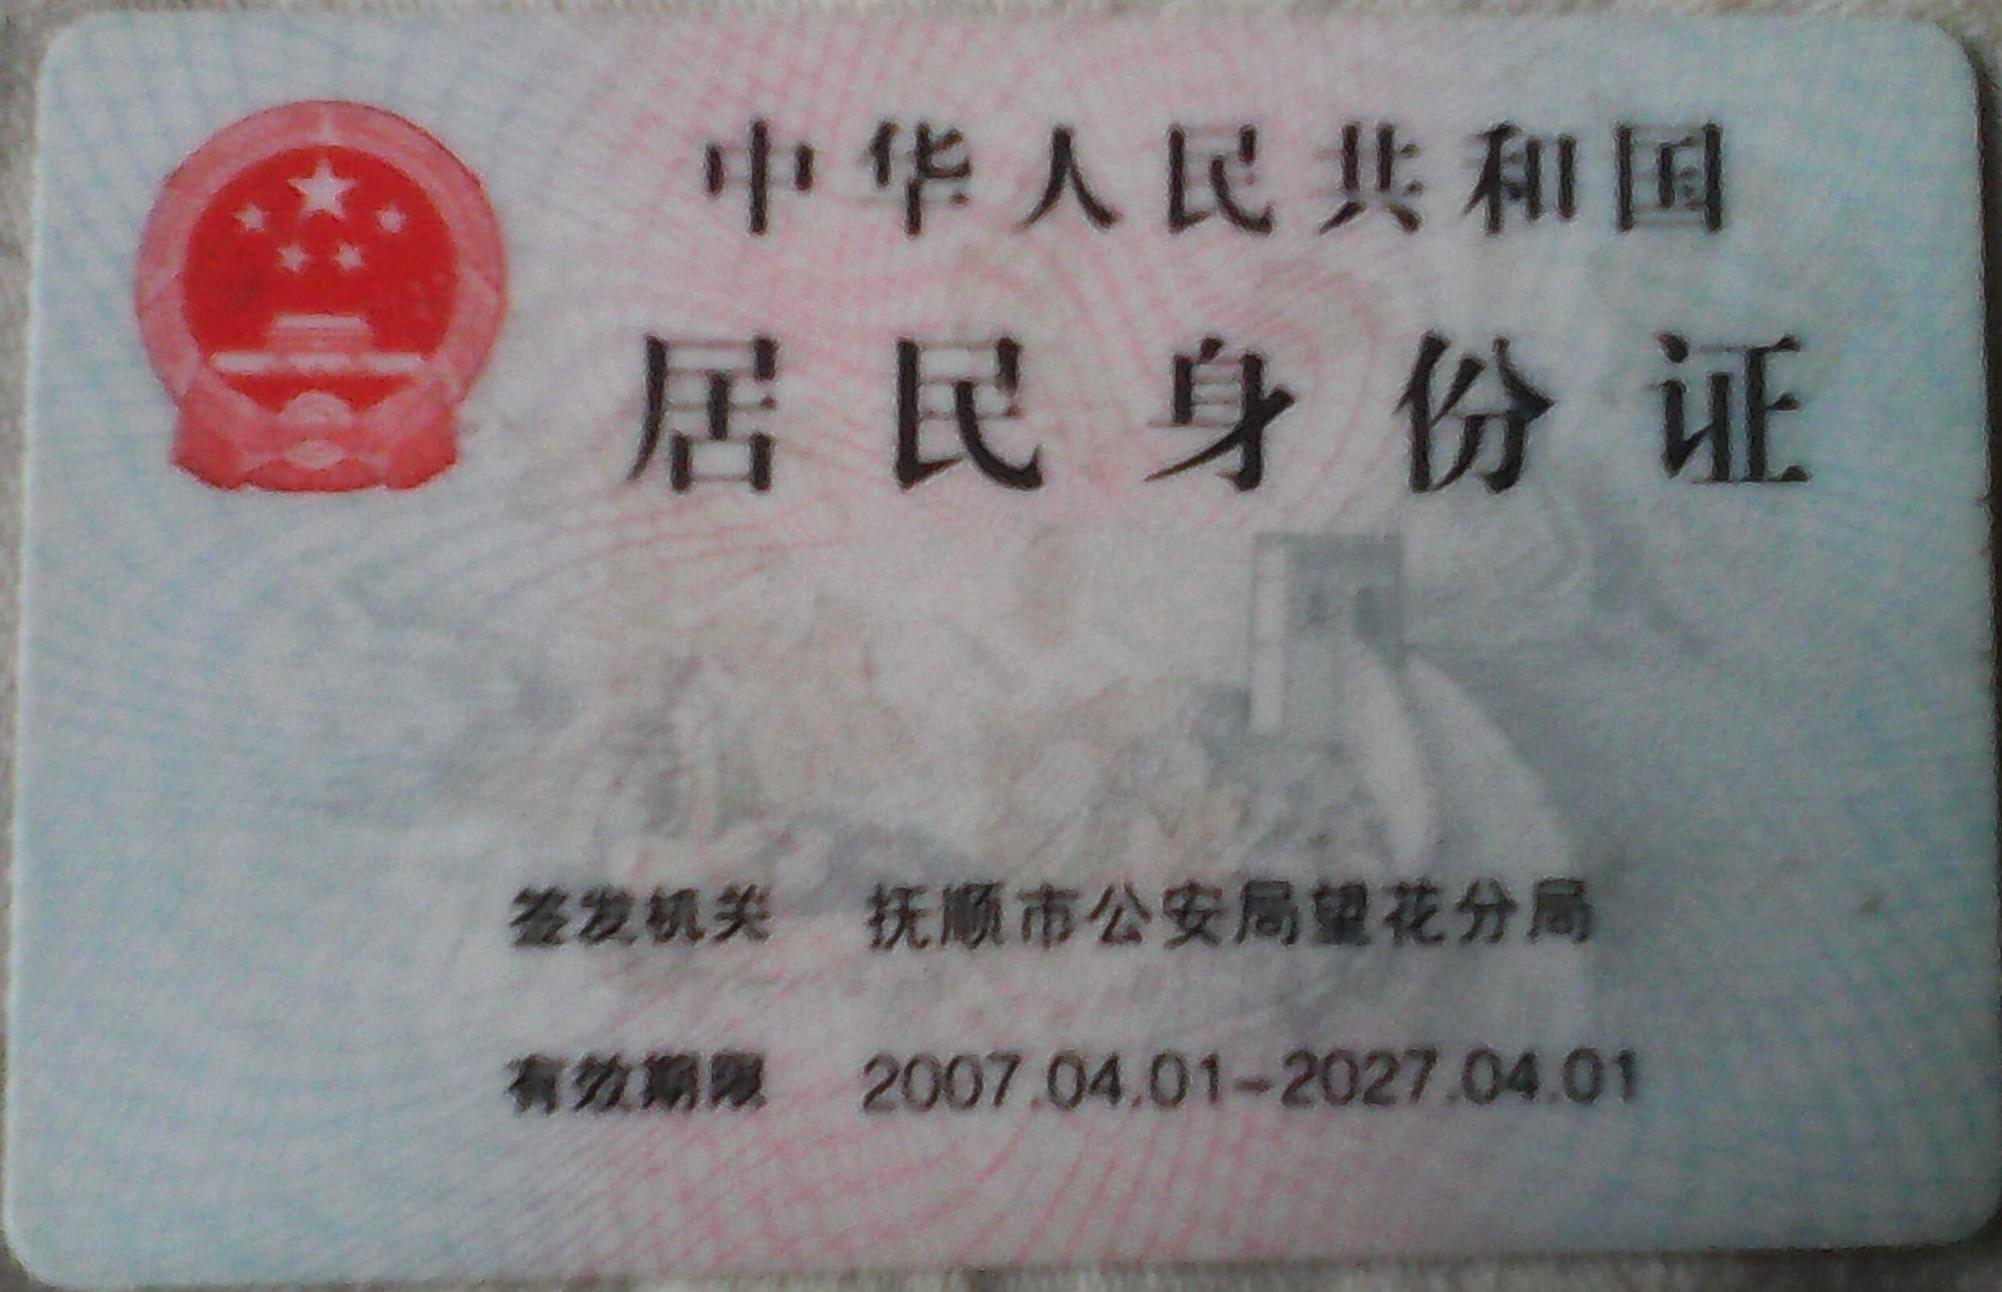 中华人民共和国
居民身份证
签发机关 抚顺市公安局望花分局
有效期限 2007.04.01-2027.04.01